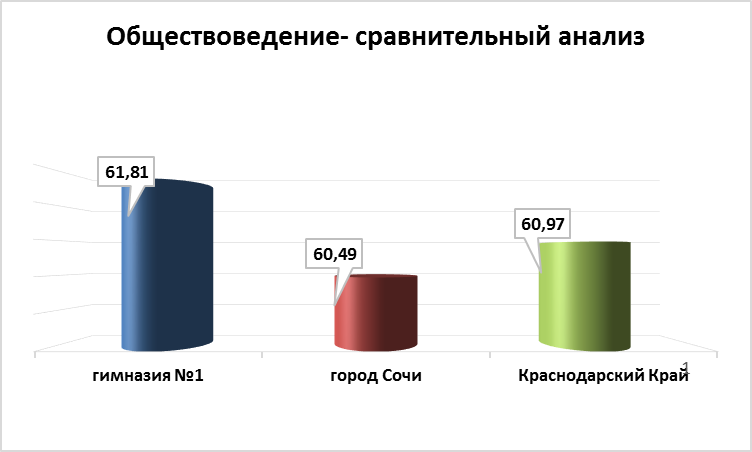 Обществоведение- сравнительный анализ
61,81
60,49
60,97
гимназия №1
город Сочи
Краснодарский Край
1